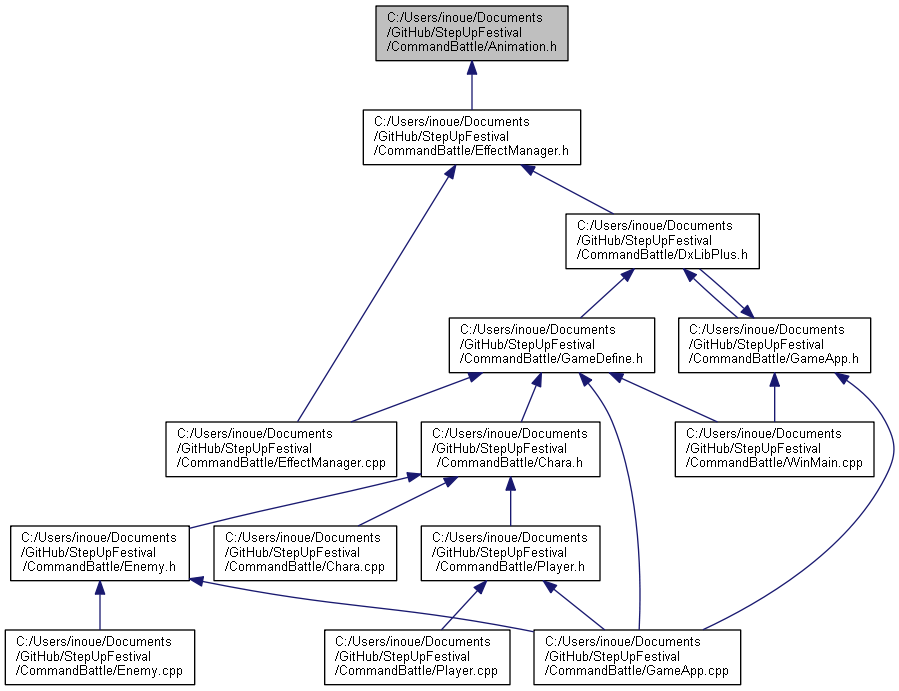 C:/Users/inoue/Documents
/GitHub/StepUpFestival
/CommandBattle/Animation.h
C:/Users/inoue/Documents
/GitHub/StepUpFestival
/CommandBattle/EffectManager.h
C:/Users/inoue/Documents
/GitHub/StepUpFestival
/CommandBattle/DxLibPlus.h
C:/Users/inoue/Documents
/GitHub/StepUpFestival
/CommandBattle/GameDefine.h
C:/Users/inoue/Documents
/GitHub/StepUpFestival
/CommandBattle/GameApp.h
C:/Users/inoue/Documents
/GitHub/StepUpFestival
/CommandBattle/EffectManager.cpp
C:/Users/inoue/Documents
/GitHub/StepUpFestival
/CommandBattle/Chara.h
C:/Users/inoue/Documents
/GitHub/StepUpFestival
/CommandBattle/WinMain.cpp
C:/Users/inoue/Documents
/GitHub/StepUpFestival
/CommandBattle/Enemy.h
C:/Users/inoue/Documents
/GitHub/StepUpFestival
/CommandBattle/Chara.cpp
C:/Users/inoue/Documents
/GitHub/StepUpFestival
/CommandBattle/Player.h
C:/Users/inoue/Documents
/GitHub/StepUpFestival
/CommandBattle/Enemy.cpp
C:/Users/inoue/Documents
/GitHub/StepUpFestival
/CommandBattle/Player.cpp
C:/Users/inoue/Documents
/GitHub/StepUpFestival
/CommandBattle/GameApp.cpp